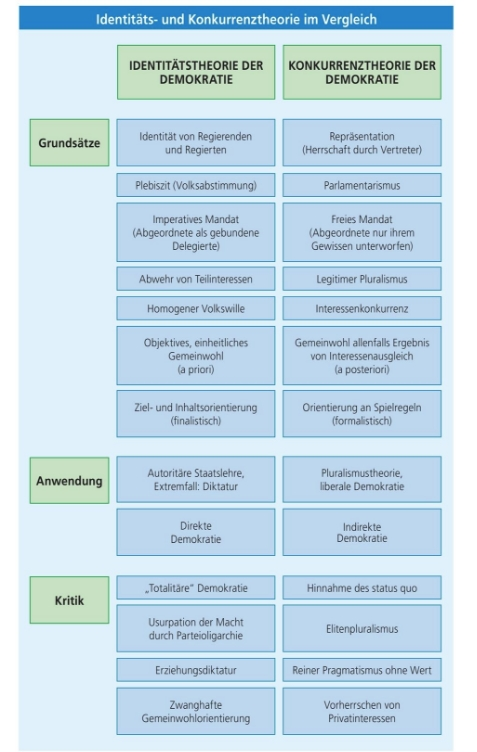 Identitäts- und Konkurrenztheorie im Vergleich
IDENTITÄTSTHEORIE DER
DEMOKRATIE
KONKURRENZTHEORIE DER
DEMOKRATIE
Grundsätze
Identität von Regierenden
und Regierten
Repräsentation
(Herrschaft durch Vertreter)
Plebiszit (Volksabstimmung)
Parlamentarismus
Imperatives Mandat
(Abgeordnete als gebundene
Delegierte)
Freies Mandat
(Abgeordnete nur ihrem
Gewissen unterworfen)
Abwehr von Teilinteressen
Legitimer Pluralismus
Homogener Volkswille
Interessenkonkurrenz
Objektives, einheitliches
Gemeinwohl
(a priori)
Gemeinwohl allenfalls Ergebnis
von Interessenausgleich
(a posteriori)
Ziel- und Inhaltsorientierung
(finalistisch)
Orientierung an Spielregeln
(formalistisch)
Anwendung
Autoritäre Staatslehre,
Extremfall: Diktatur
Pluralismustheorie,
liberale Demokratie
Direkte
Demokratie
Indirekte
Demokratie
Kritik
„Totalitäre“ Demokratie
Hinnahme des status quo
Usurpation der Macht
durch Parteioligarchie
Elitenpluralismus
Erziehungsdiktatur
Reiner Pragmatismus ohne Wert
Zwanghafte
Gemeinwohlorientierung
Vorherrschen von
Privatinteressen